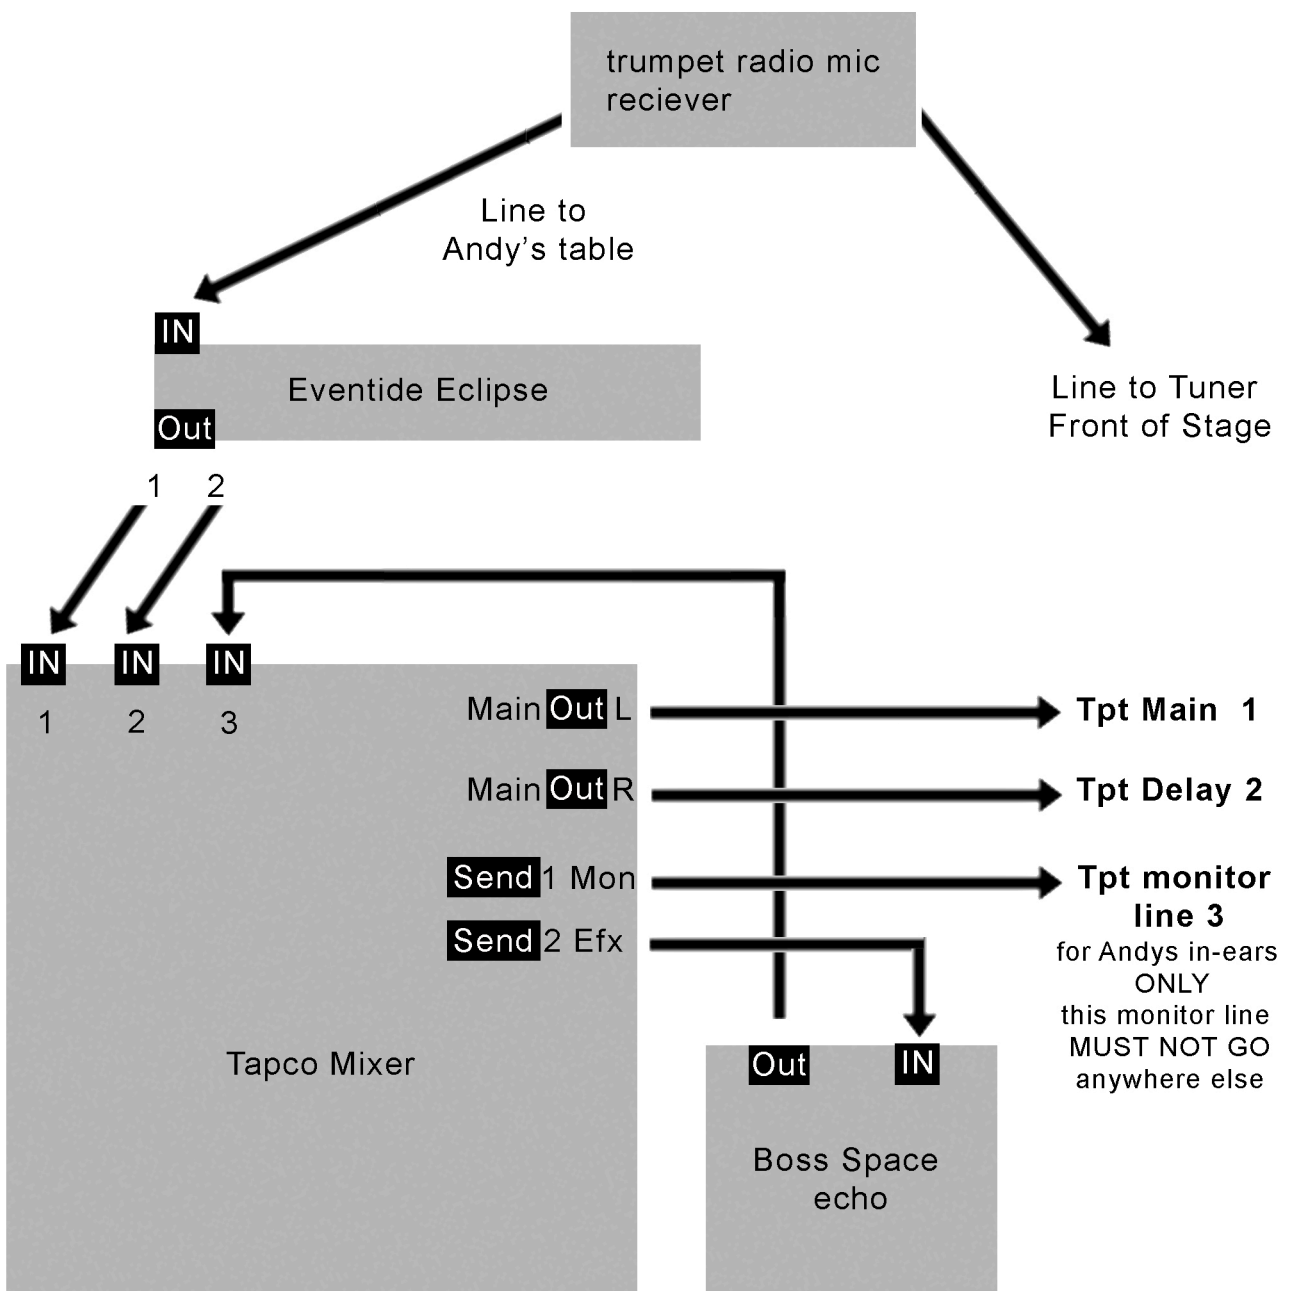 trumpet radio mic
reciever
Line to
Andy's table
IN
Eventide Eclipse
Out
1 2
Line to Tuner
Front of Stage
IN IN IN
1 2 3
Main Out L
Tpt Main 1
Main Out R
Tpt Delay 2
Send 1 Mon
Tpt monitor
line 3
Send 2 Efx
for Andys in-ears
ONLY
this monitor line
MUST NOT GO
anywhere else
Tapco Mixer
Out IN
Boss Space
echo